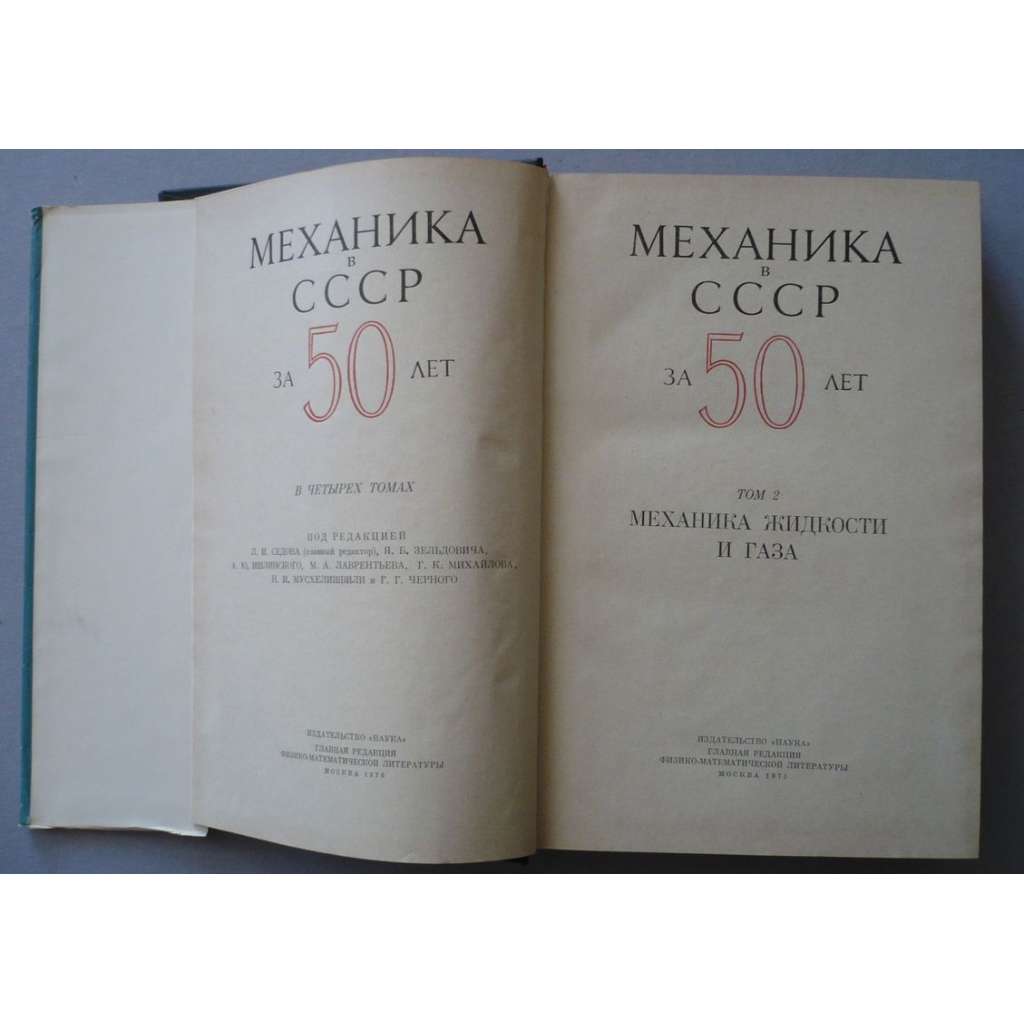 МЕХАНИКА
В
СССР
ЗА 50 ЛЕТ
В ЧЕТЫРЕХ ТОМАХ
ПОД РЕДАКЦИЕЙ
Л. И. СЕДОВА (главный редактор), Я. Б. ЗЕЛЬДОВИЧА,
А. Ю. ИШЛИНСКОГО, М. А. ЛАВРЕНТЬЕВА, Г. К. МИХАЙЛОВА,
Н. И. МУСХЕЛИШВИЛИ и Г. Г. ЧЕРНОГО
ИЗДАТЕЛЬСТВО «НАУКА»
ГЛАВНАЯ РЕДАКЦИЯ
ФИЗИКО-МАТЕМАТИЧЕСКОЙ ЛИТЕРАТУРЫ
МОСКВА 1970
МЕХАНИКА
В
СССР
ЗА 50 ЛЕТ
ТОМ 2
МЕХАНИКА ЖИДКОСТИ
И ГАЗА
ИЗДАТЕЛЬСТВО «НАУКА»
ГЛАВНАЯ РЕДАКЦИЯ
ФИЗИКО-МАТЕМАТИЧЕСКОЙ ЛИТЕРАТУРЫ
МОСКВА